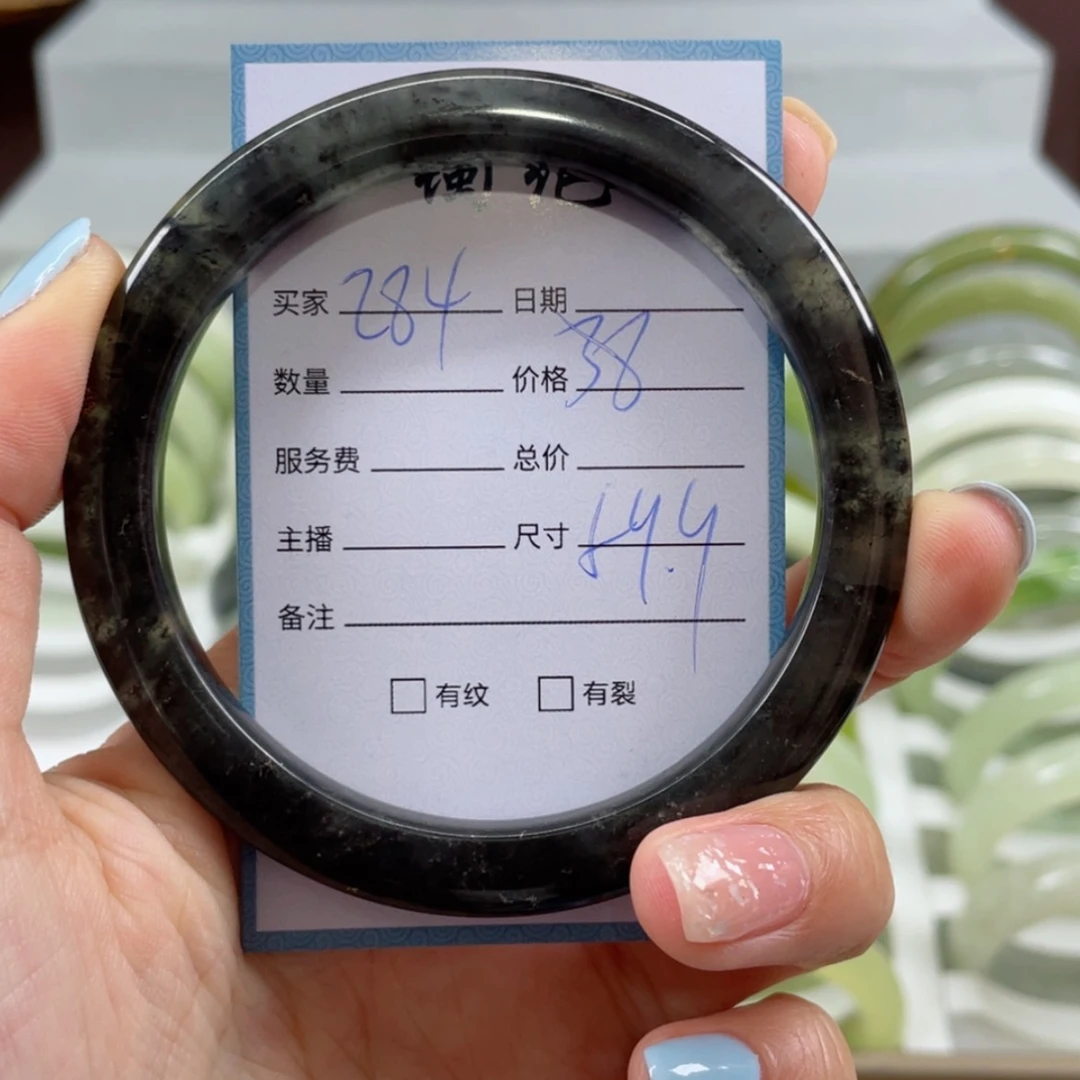 买家 284 日期
数量 价格 38
服务费 总价
主播 尺寸 54.4
备注
有纹 有裂